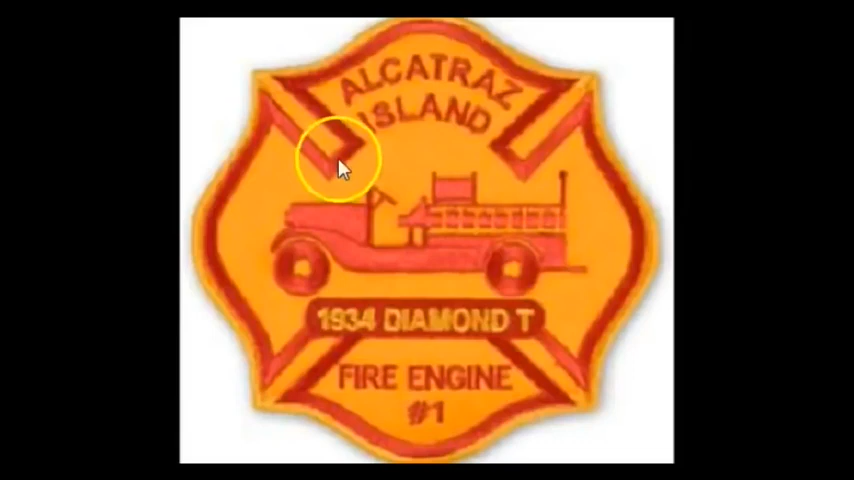 ALCATRAZ
ISLAND
1934 DIAMOND T
FIRE ENGINE
#1